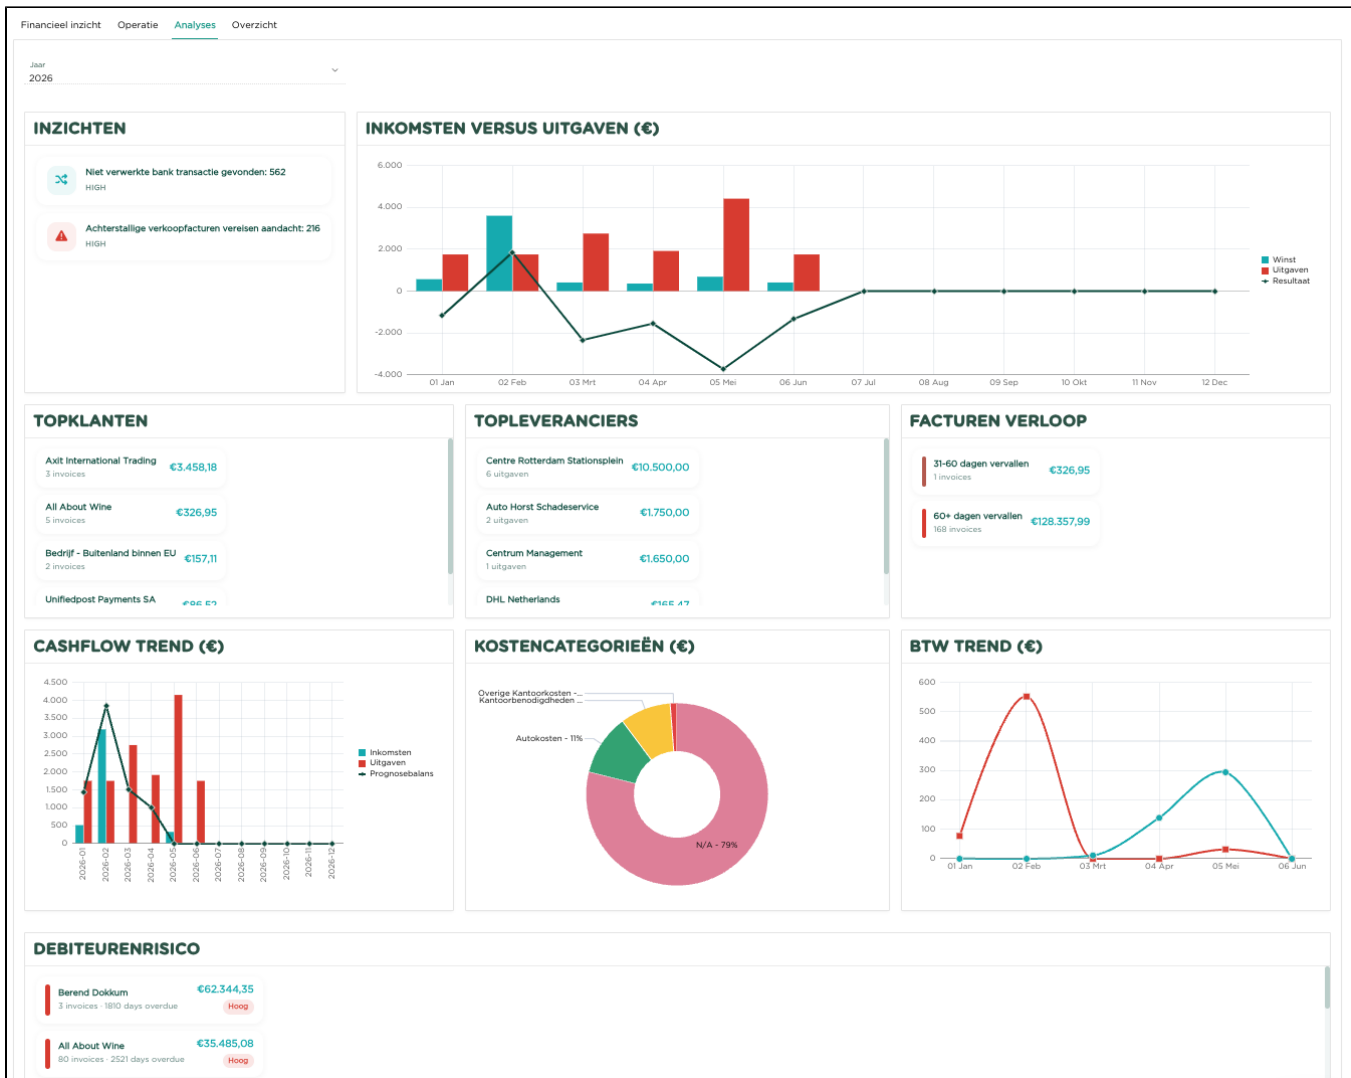 Financieel inzicht Operatie Analyses Overzicht
Jaar
2026
INZICHTEN
Niet verwerkte bank transactie gevonden: 562
HIGH
Achterstallige verkoopfacturen vereisen aandacht: 216
HIGH
INKOMSTEN VERSUS UITGAVEN (€)
6.000
4.000
2.000
0
-2.000
-4.000
01 Jan 02 Feb 03 Mrt 04 Apr 05 Mei 06 Jun 07 Jul 08 Aug 09 Sep 10 Okt 11 Nov 12 Dec
Winst
Uitgaven
Resultaat
TOPKLANTEN
Axit International Trading €3.458,18
3 invoices
All About Wine €326,95
5 invoices
Bedrijf - Buitenland binnen EU €157,11
2 invoices
Unifiedpost Payments SA €86,52
TOPLEVERANCIERS
Centre Rotterdam Stationsplein €10.500,00
6 uitgaven
Auto Horst Schadeservice €1.750,00
2 uitgaven
Centrum Management €1.650,00
1 uitgaven
DHL Netherlands €165,47
FACTUREN VERLOOP
31-60 dagen vervallen €326,95
1 invoices
60+ dagen vervallen €128.357,99
168 invoices
CASHFLOW TREND (€)
4.500
4.000
3.500
3.000
2.500
2.000
1.500
1.000
500
0
2026-01 2026-02 2026-03 2026-04 2026-05 2026-06 2026-07 2026-08 2026-09 2026-10 2026-11 2026-12
Inkomsten
Uitgaven
Prognosebalans
KOSTENCATEGORIEËN (€)
Overige Kantoorkosten -...
Kantoorbenodigdheden ...
Autokosten - 11%
N/A - 79%
BTW TREND (€)
600
500
400
300
200
100
0
01 Jan 02 Feb 03 Mrt 04 Apr 05 Mei 06 Jun
DEBITEURENRISICO
Berend Dokkum €62.344,35
3 invoices · 1810 days overdue Hoog
All About Wine €35.485,08
80 invoices · 2521 days overdue Hoog